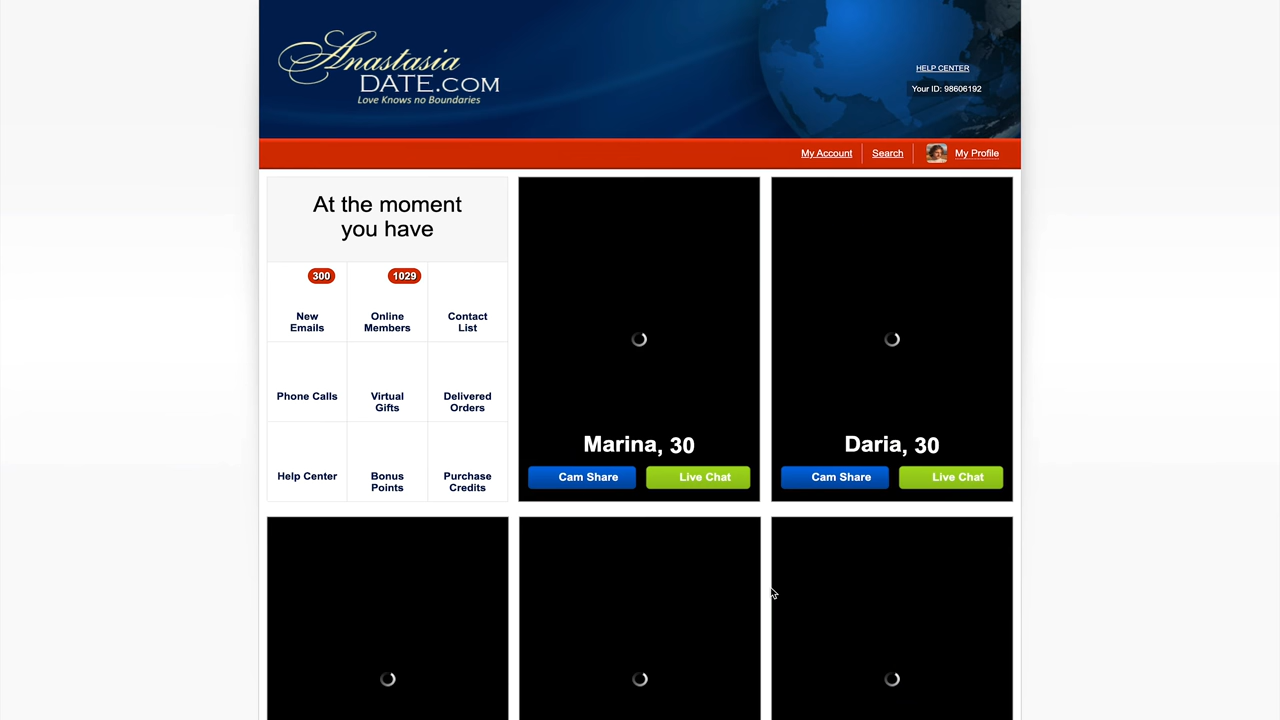 Anastasia
DATE.COM
Love Knows no Boundaries
HELP CENTER
Your ID: 98606192
My Account
Search
My Profile
At the moment
you have
300
New
Emails
1029
Online
Members
Contact
List
Phone Calls
Virtual
Gifts
Delivered
Orders
Help Center
Bonus
Points
Purchase
Credits
Marina, 30
Cam Share
Live Chat
Daria, 30
Cam Share
Live Chat